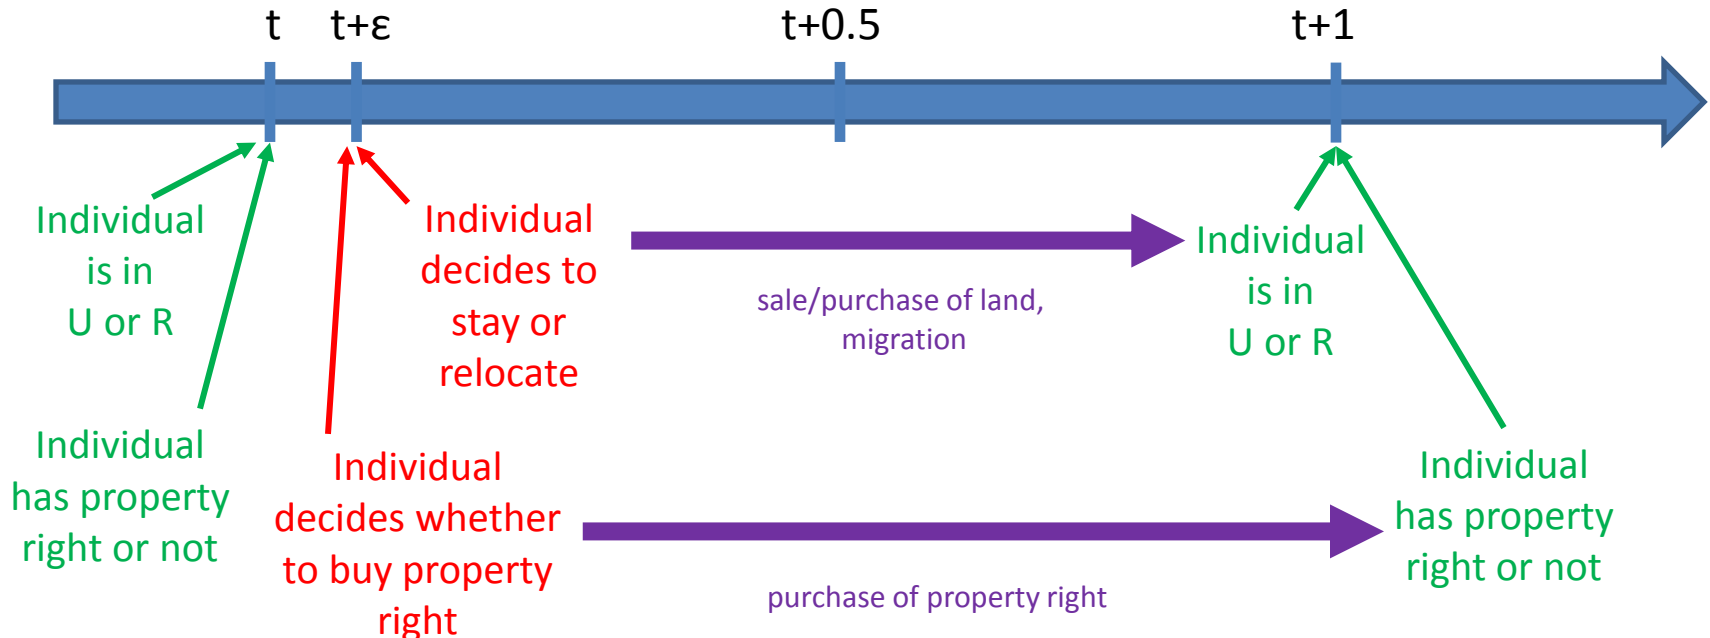 t
t+ε
t+0.5
t+1
Individual
is in
U or R
Individual
decides to
stay or
relocate
sale/purchase of land,
migration
Individual
is in
U or R
Individual
has property
right or not
Individual
decides whether
to buy property
right
purchase of property right
Individual
has property
right or not